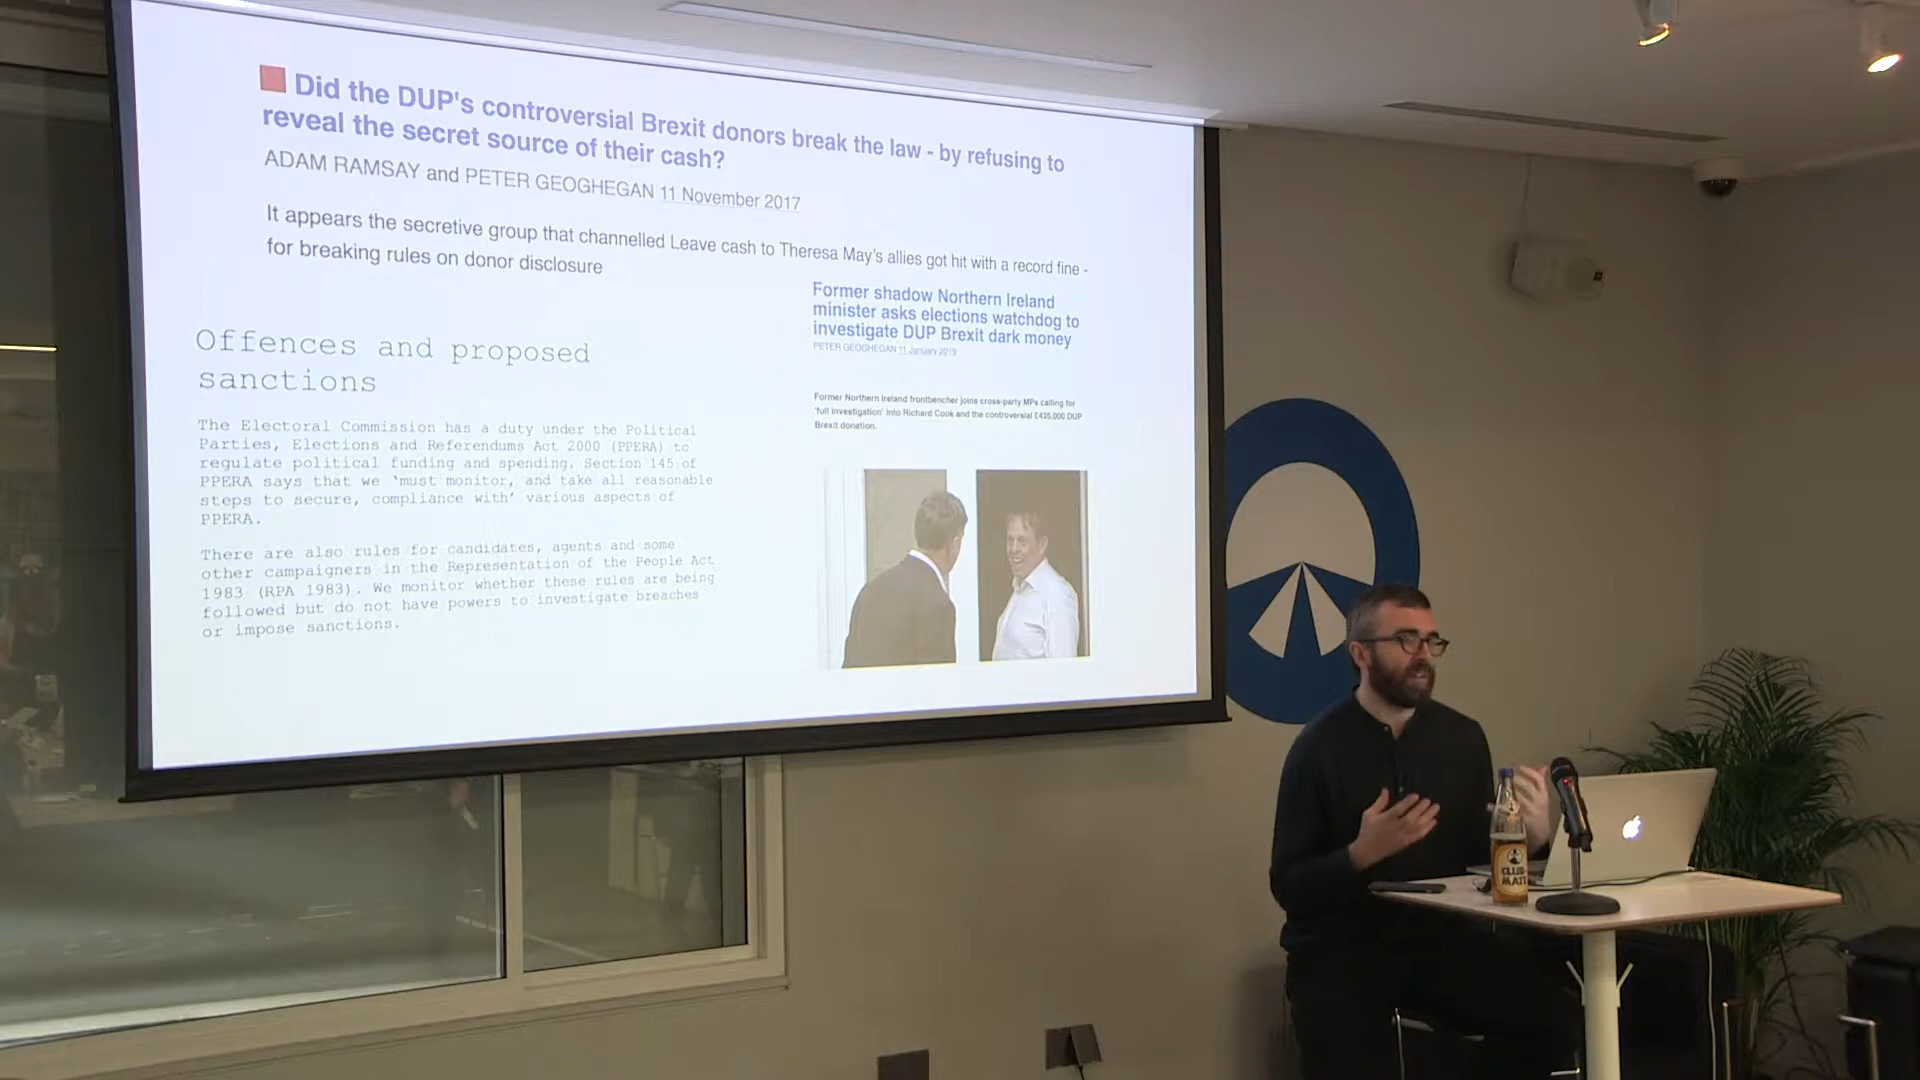 Did the DUP's controversial Brexit donors break the law - by refusing to
reveal the secret source of their cash?
ADAM RAMSAY and PETER GEOGHEGAN 11 November 2017
It appears the secretive group that channelled Leave cash to Theresa May's allies got hit with a record fine -
for breaking rules on donor disclosure
Offences and proposed
sanctions
The Electoral Commission has a duty under the Political
Parties, Elections and Referendums Act 2000 (PPERA) to
regulate political funding and spending. Section 145 of
PPERA says that we 'must monitor, and take all reasonable
steps to secure, compliance with' various aspects of
PPERA.
There are also rules for candidates, agents and some
other campaigners in the Representation of the People Act
1983 (RPA 1983). We monitor whether these rules are being
followed but do not have powers to investigate breaches
or impose sanctions.
Former shadow Northern Ireland
minister asks elections watchdog to
investigate DUP Brexit dark money
PETER GEOGHEGAN 11 January 2019
Former Northern Ireland frontbencher joins cross-party MPs calling for
'full investigation' into Richard Cook and the controversial £435,000 DUP
Brexit donation.
CLUB-
MATE